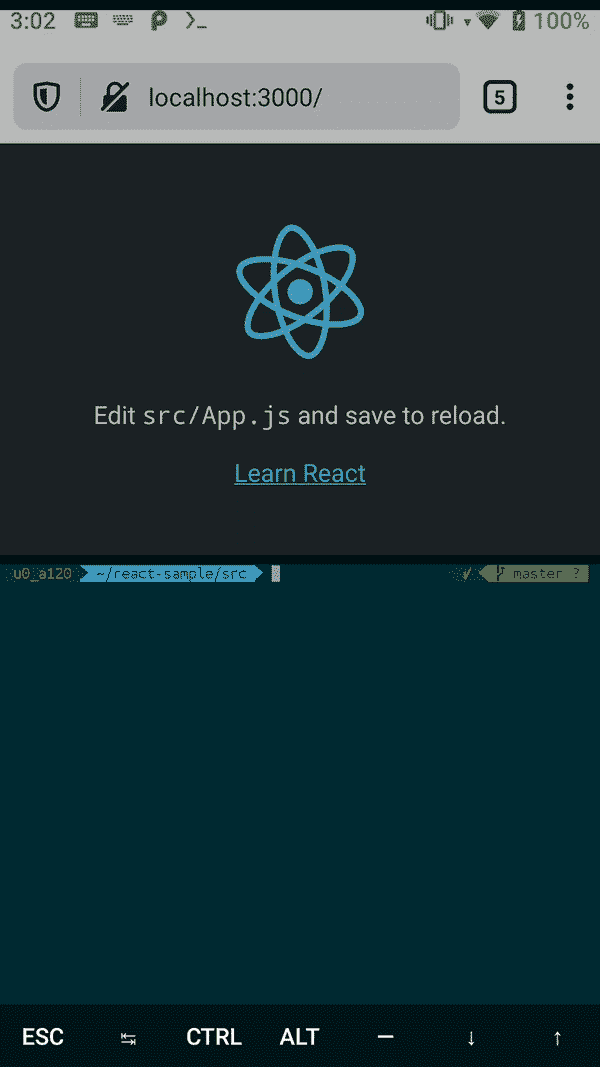 3:02 100%
localhost:3000/ 5
Edit src/App.js and save to reload.
Learn React
u0_a120 ~/react-sample/src master ?
ESC CTRL ALT